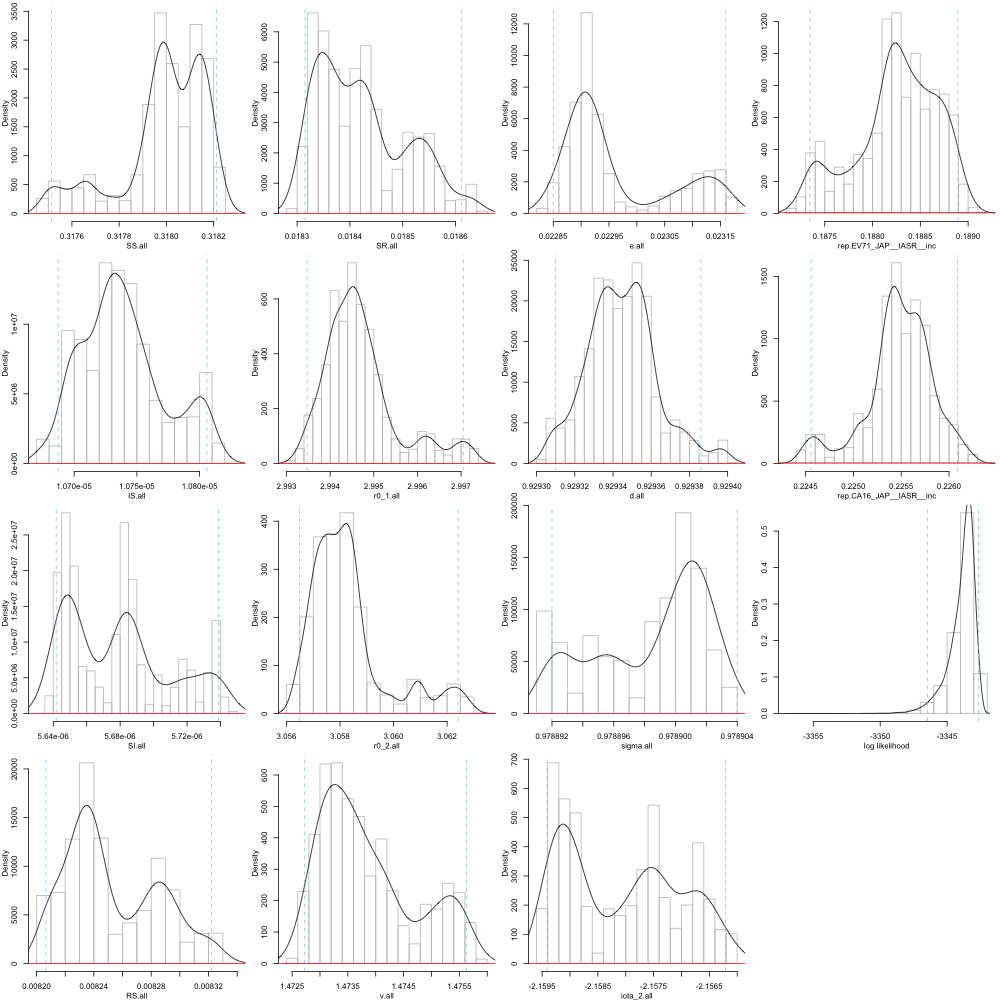 Density
0 500 1000 1500 2000 2500 3000 3500
0.3176 0.3178 0.3180 0.3182
SS.all
Density
0 1000 2000 3000 4000 5000 6000
0.0183 0.0184 0.0185 0.0186
SR.all
Density
0 2000 4000 6000 8000 10000 12000
0.02285 0.02295 0.02305 0.02315
e.all
Density
0 200 400 600 800 1000 1200
0.1875 0.1880 0.1885 0.1890
rep.EV71_JAP__IASR__inc
Density
0e+00 5e+06 1e+07
1.070e-05 1.075e-05 1.080e-05
IS.all
Density
0 200 400 600
2.993 2.994 2.995 2.996 2.997
r0_1.all
Density
0 5000 10000 15000 20000 25000
0.92930 0.92932 0.92934 0.92936 0.92938 0.92940
d.all
Density
0 500 1000 1500
0.2245 0.2250 0.2255 0.2260
rep.CA16_JAP__IASR__inc
Density
0.0e+00 5.0e+06 1.0e+07 1.5e+07 2.0e+07 2.5e+07
5.64e-06 5.68e-06 5.72e-06
SI.all
Density
0 100 200 300 400
3.056 3.058 3.060 3.062
r0_2.all
Density
0 50000 100000 150000 200000
0.978892 0.978896 0.978900 0.978904
sigma.all
Density
0.0 0.1 0.2 0.3 0.4 0.5
-3355 -3350 -3345
log likelihood
Density
0 5000 10000 15000 20000
0.00820 0.00824 0.00828 0.00832
RS.all
Density
0 100 200 300 400 500 600
1.4725 1.4735 1.4745 1.4755
v.all
Density
0 100 200 300 400 500 600 700
-2.1595 -2.1585 -2.1575 -2.1565
iota_2.all